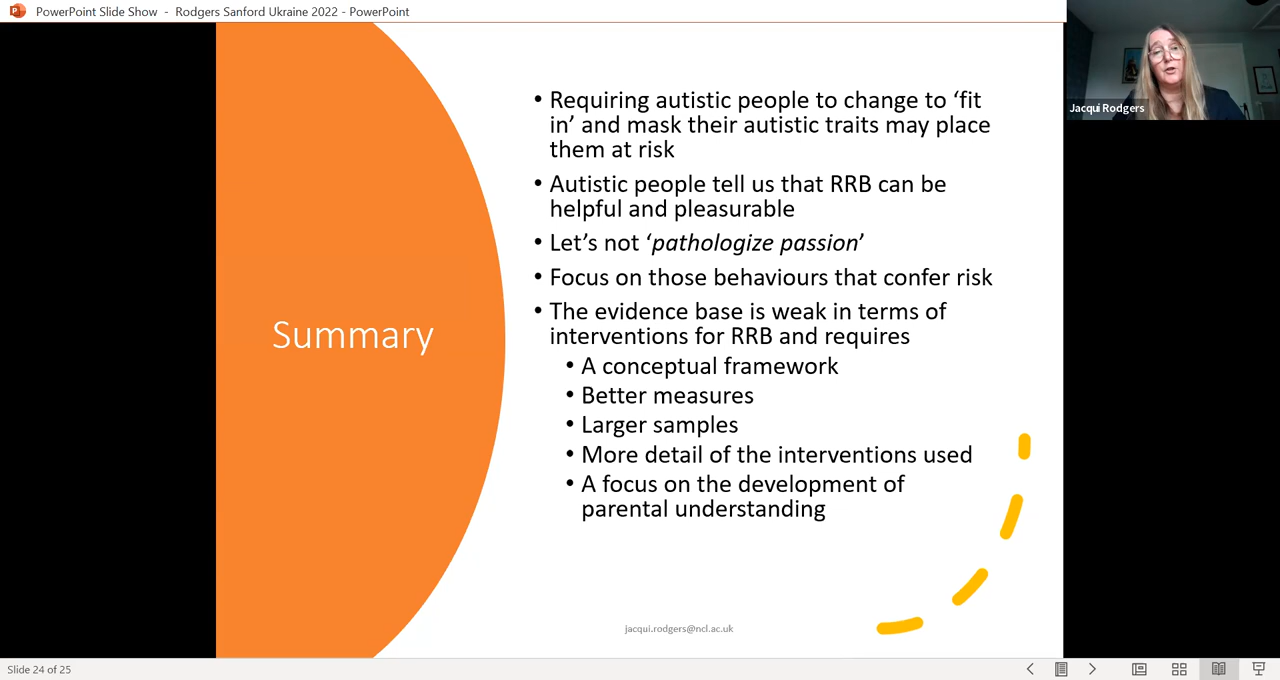 PowerPoint Slide Show - Rodgers Sanford Ukraine 2022 - PowerPoint
Jacqui Rodgers
Summary
• Requiring autistic people to change to ‘fit
in’ and mask their autistic traits may place
them at risk
• Autistic people tell us that RRB can be
helpful and pleasurable
• Let’s not ‘pathologize passion’
• Focus on those behaviours that confer risk
• The evidence base is weak in terms of
interventions for RRB and requires
• A conceptual framework
• Better measures
• Larger samples
• More detail of the interventions used
• A focus on the development of
parental understanding
jacqui.rodgers@ncl.ac.uk
Slide 24 of 25